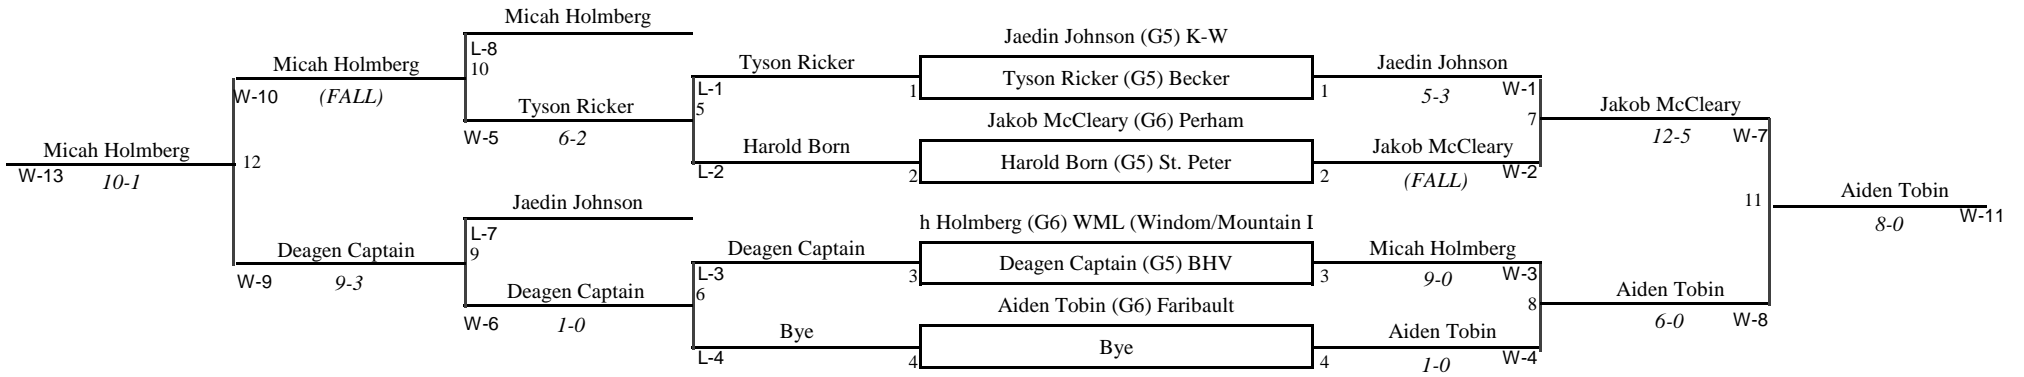 Micah Holmberg
Jaedin Johnson (G5) K-W
L-8
10
Micah Holmberg
Tyson Ricker
Jaedin Johnson
Tyson Ricker (G5) Becker
W-10
(FALL)
L-1
1
1
5-3
W-1
Tyson Ricker
5
Jakob McCleary
7
Jakob McCleary (G6) Perham
W-5
6-2
12-5
W-7
Micah Holmberg
Harold Born
Jakob McCleary
12
Harold Born (G5) St. Peter
W-13
10-1
L-2
2
2
(FALL)
W-2
Jaedin Johnson
11
Aiden Tobin
h Holmberg (G6) WML (Windom/Mountain L
8-0
W-11
L-7
9
Deagen Captain
Deagen Captain
Micah Holmberg
Deagen Captain (G5) BHV
W-9
9-3
L-3
3
3
9-0
W-3
Deagen Captain
6
Aiden Tobin
8
Aiden Tobin (G6) Faribault
W-6
1-0
6-0
W-8
Bye
Aiden Tobin
Bye
L-4
4
4
1-0
W-4